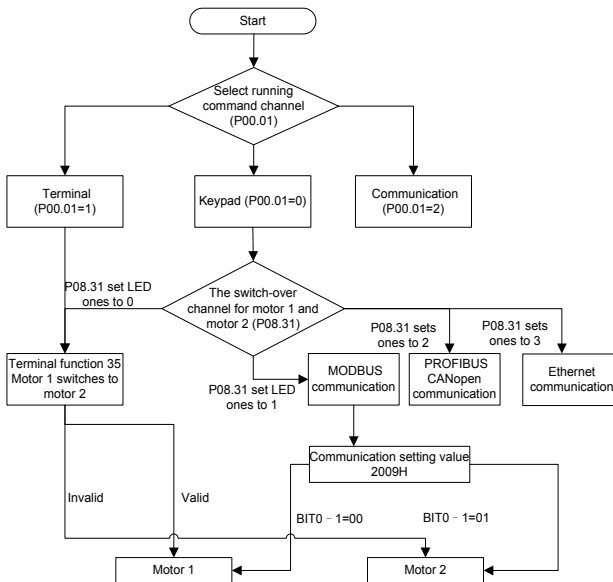 Start
Select running
command channel
(P00.01)
Terminal
(P00.01=1)
Keypad (P00.01=0)
Communication
(P00.01=2)
P08.31 set LED
ones to 0
The switch-over
channel for motor 1 and
motor 2 (P08.31)
P08.31 sets
ones to 2
P08.31 sets
ones to 3
Terminal function 35
Motor 1 switches to
motor 2
P08.31 set LED
ones to 1
MODBUS
communication
PROFIBUS
CANopen
communication
Ethernet
communication
Communication setting value
2009H
Invalid
Valid
BIT0﹣1=00
BIT0﹣1=01
Motor 1
Motor 2